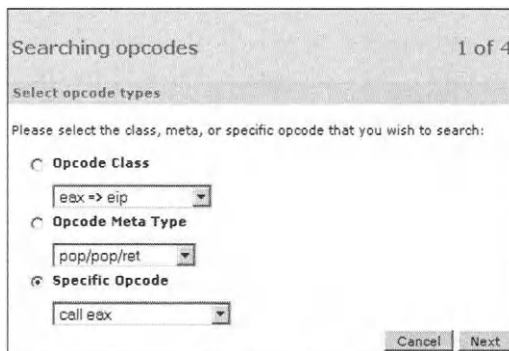 Searching opcodes 1 of 4
Select opcode types
Please select the class, meta, or specific opcode that you wish to search:
Opcode Class
eax => eip
Opcode Meta Type
pop/pop/ret
Specific Opcode
call eax
Cancel Next